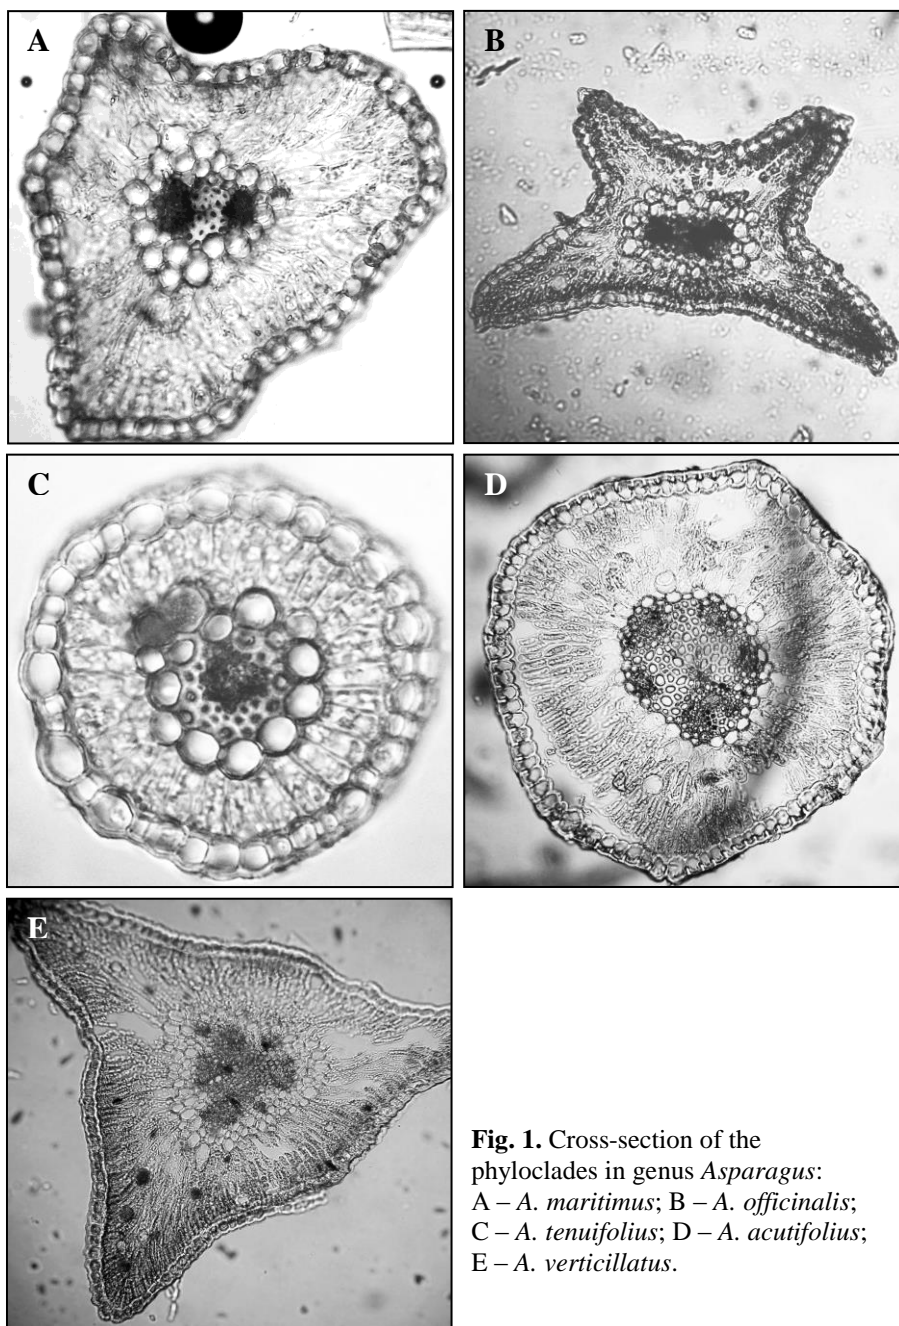 A
B
C
D
E
Fig. 1. Cross-section of the
phyloclades in genus Asparagus:
A – A. maritimus; B – A. officinalis;
C – A. tenuifolius; D – A. acutifolius;
E – A. verticillatus.